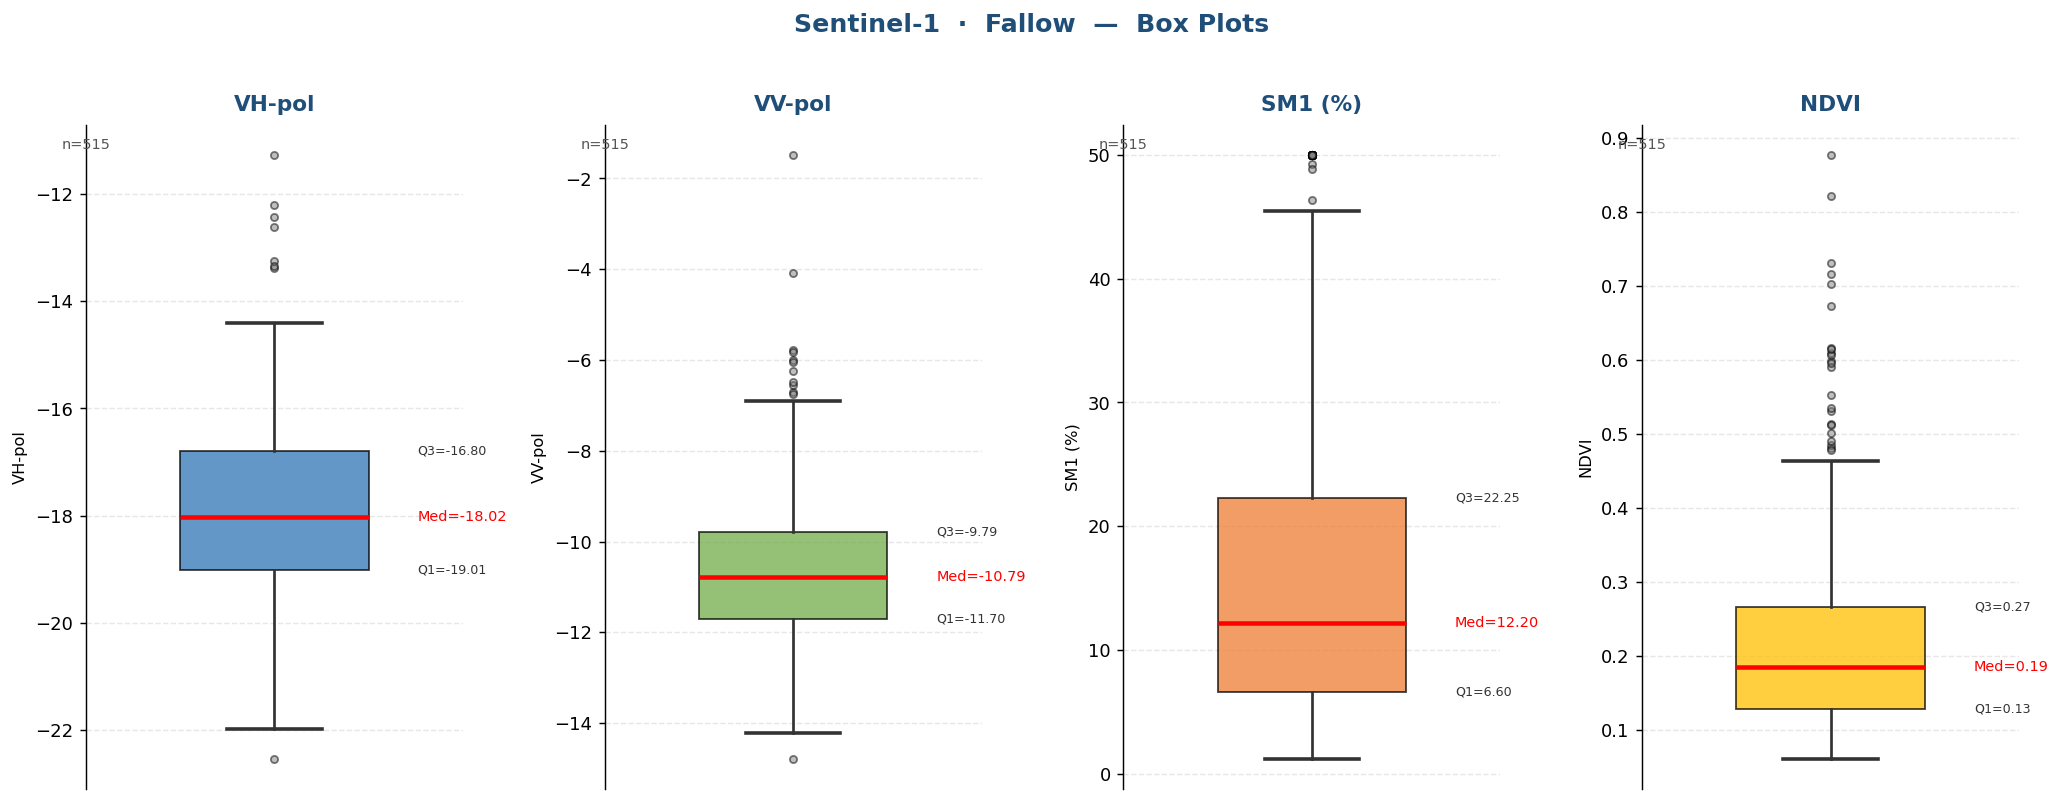 Sentinel-1 · Fallow — Box Plots
VH-pol
n=515
VH-pol
−12
−14
−16
−18
−20
−22
Q3=-16.80
Med=-18.02
Q1=-19.01
VV-pol
n=515
VV-pol
−2
−4
−6
−8
−10
−12
−14
Q3=-9.79
Med=-10.79
Q1=-11.70
SM1 (%)
n=515
SM1 (%)
50
40
30
20
10
0
Q3=22.25
Med=12.20
Q1=6.60
NDVI
n=515
NDVI
0.9
0.8
0.7
0.6
0.5
0.4
0.3
0.2
0.1
Q3=0.27
Med=0.19
Q1=0.13